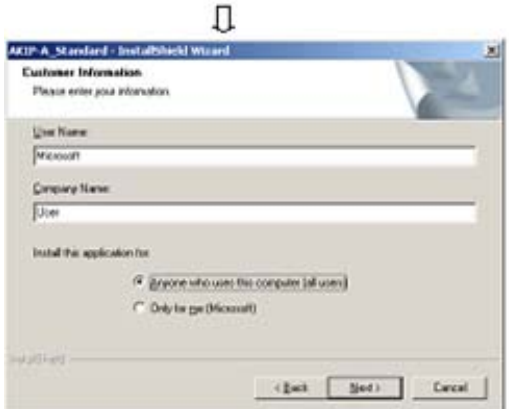 AKIP-A_Standard - InstallShield Wizard
Customer Information
Please enter your information.
User Name:
Microsoft
Company Name:
User
Install this application for:
Anyone who uses this computer (all users)
Only for me (Microsoft)
InstallShield
< Back
Next >
Cancel